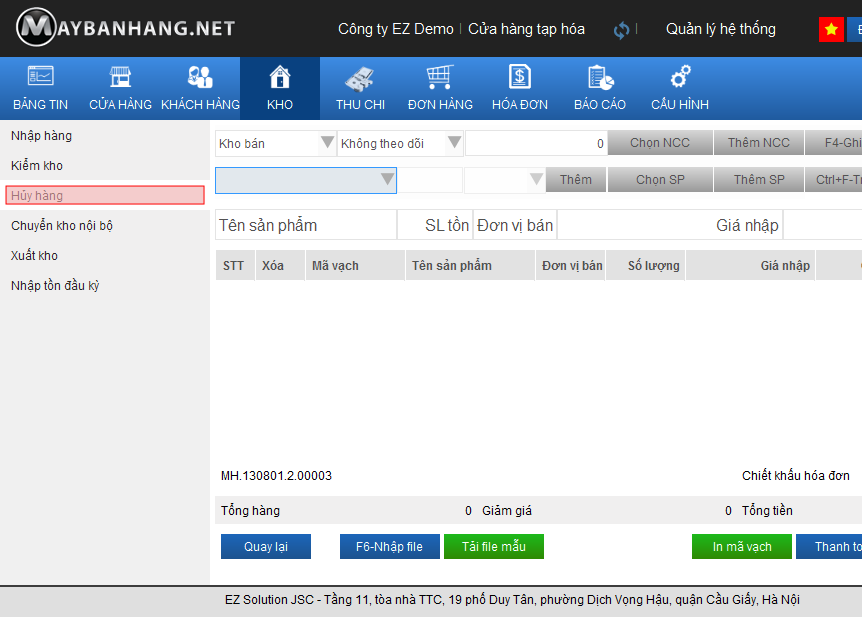 MAYBANHANG.NET
Công ty EZ Demo | Cửa hàng tạp hóa | Quản lý hệ thống
BẢNG TIN CỬA HÀNG KHÁCH HÀNG KHO THU CHI ĐƠN HÀNG HÓA ĐƠN BÁO CÁO CẤU HÌNH
Nhập hàng
Kiểm kho
Hủy hàng
Chuyển kho nội bộ
Xuất kho
Nhập tồn đầu kỳ
Kho bán Không theo dõi 0 Chọn NCC Thêm NCC F4-Ghi
Thêm Chọn SP Thêm SP Ctrl+F-T
Tên sản phẩm SL tồn Đơn vị bán Giá nhập
STT Xóa Mã vạch Tên sản phẩm Đơn vị bán Số lượng Giá nhập
MH.130801.2.00003 Chiết khấu hóa đơn
Tổng hàng 0 Giảm giá 0 Tổng tiền
Quay lại F6-Nhập file Tải file mẫu In mã vạch Thanh to
EZ Solution JSC - Tầng 11, tòa nhà TTC, 19 phố Duy Tân, phường Dịch Vọng Hậu, quận Cầu Giấy, Hà Nội